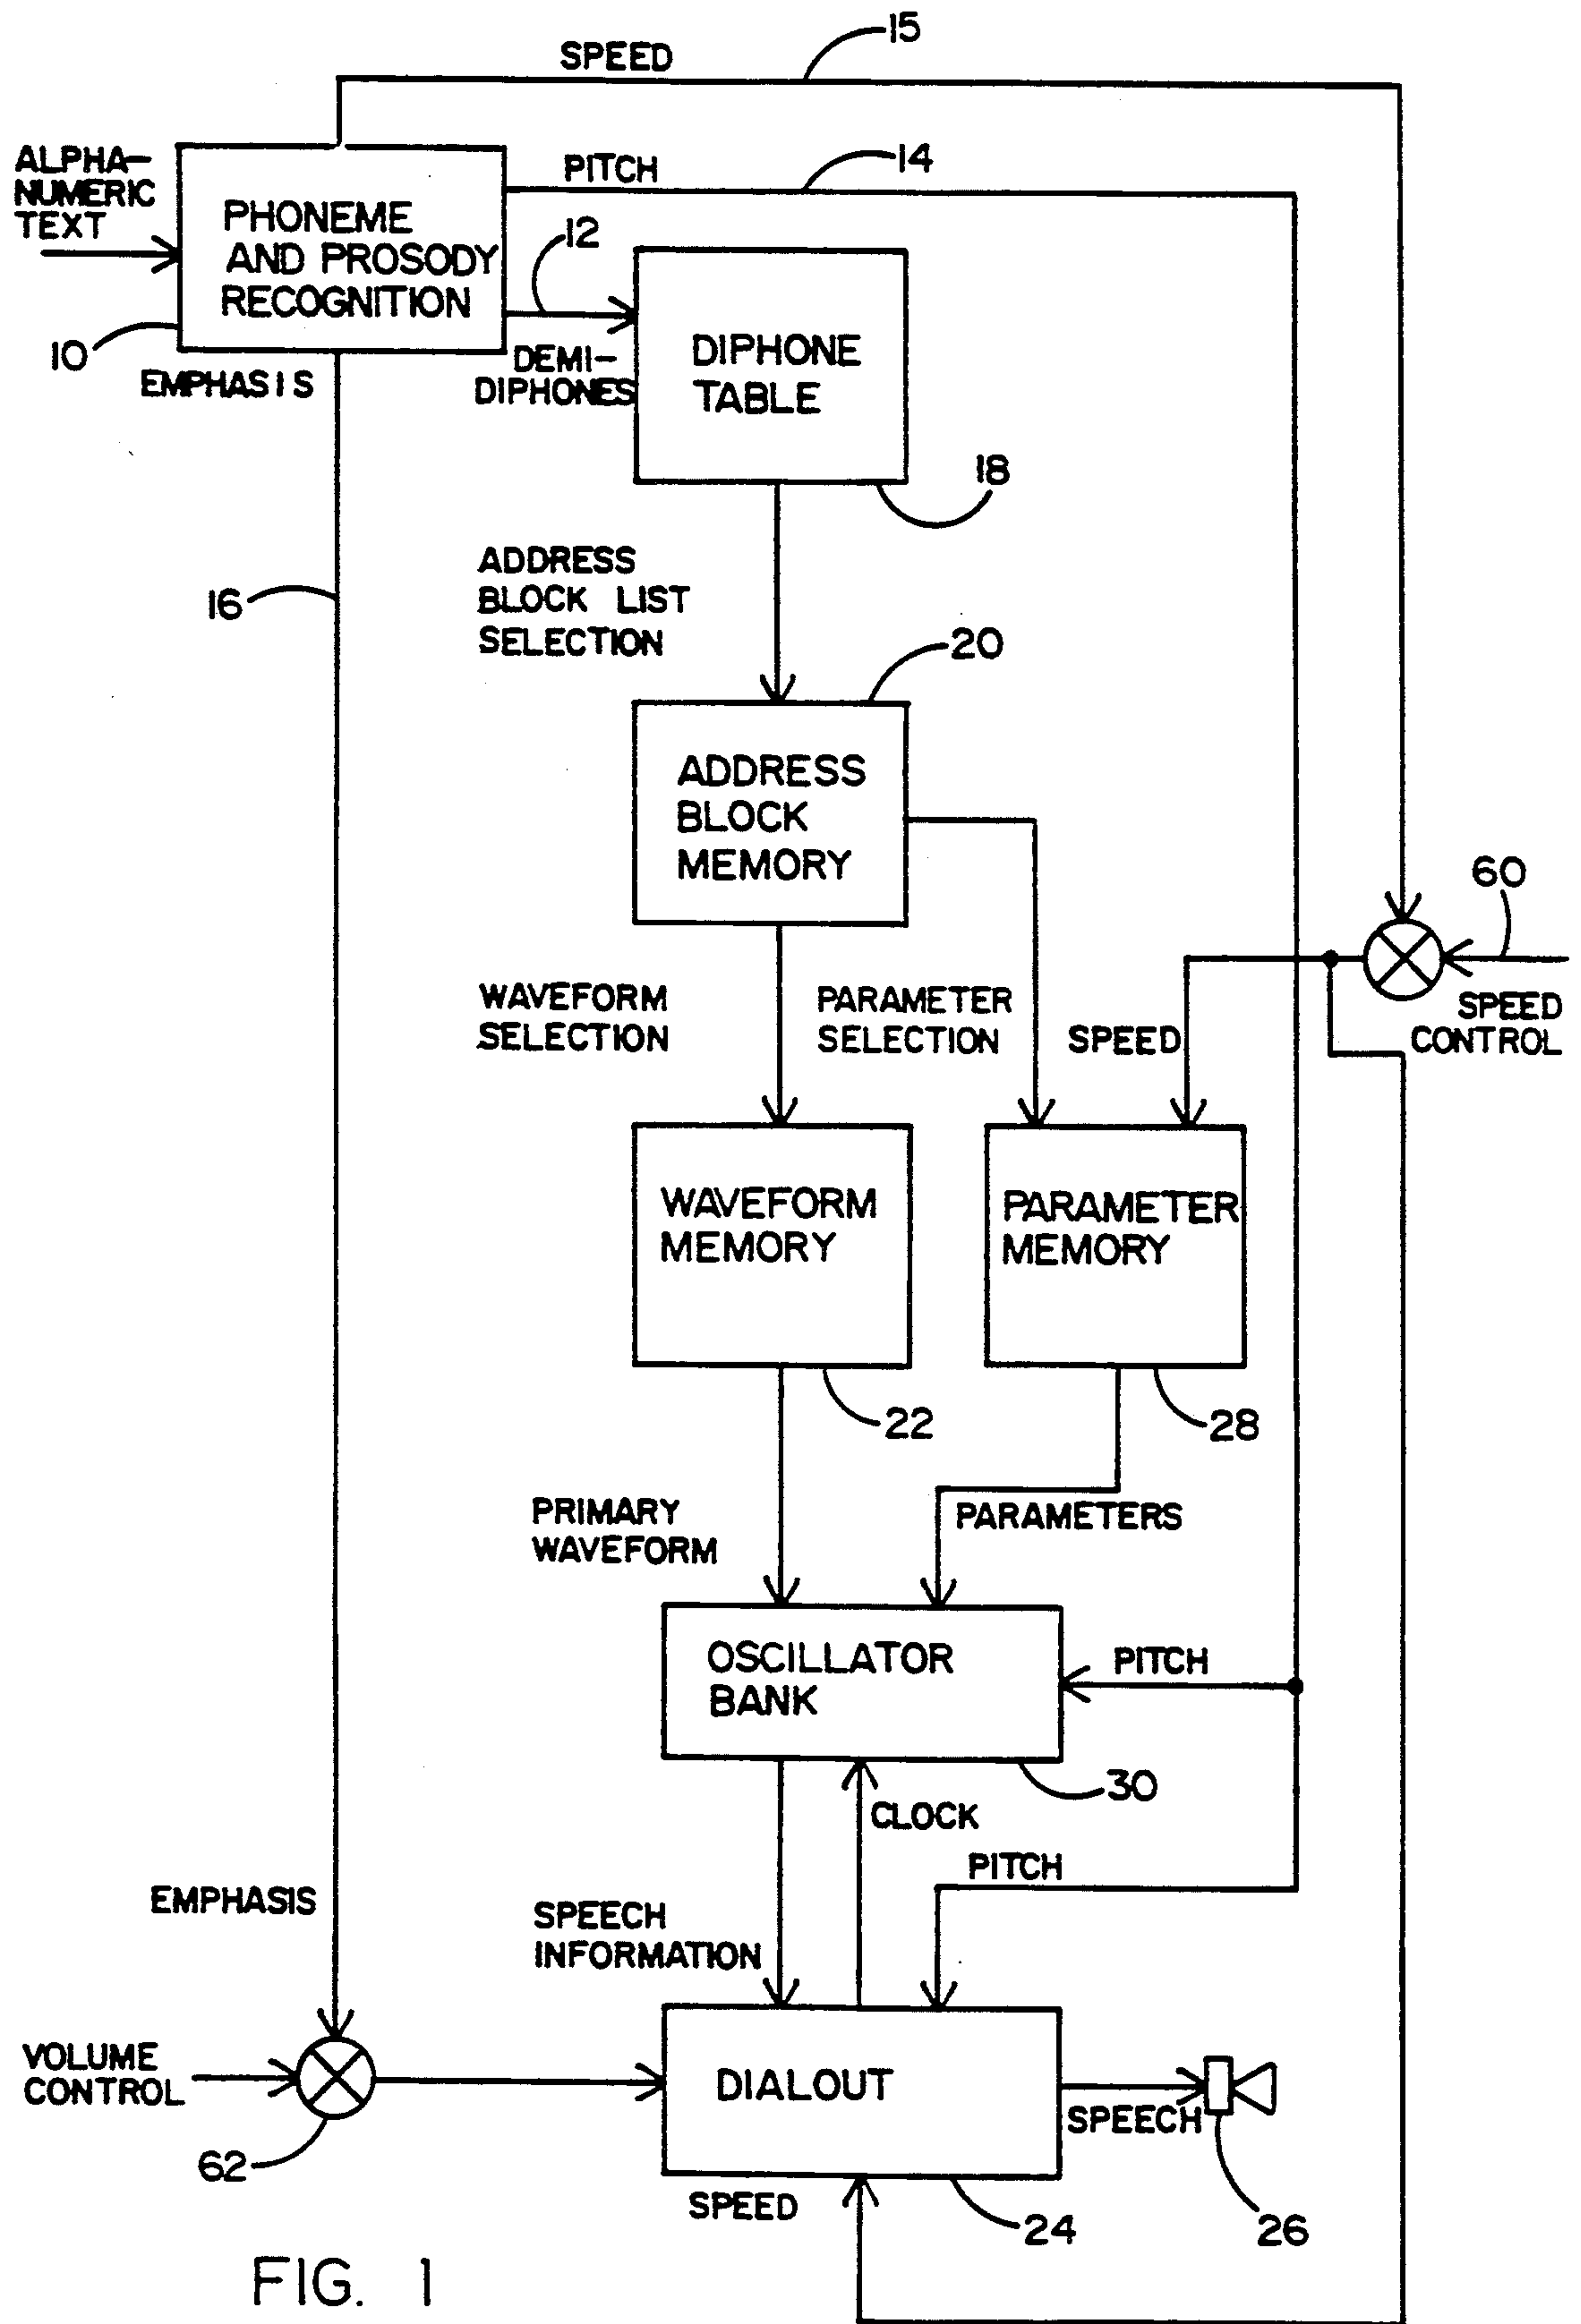 15
SPEED
14
PITCH
ALPHA-
NUMERIC
TEXT
PHONEME
AND PROSODY
RECOGNITION
12
10
EMPHASIS
DEMI-
DIPHONES
DIPHONE
TABLE
18
ADDRESS
BLOCK LIST
SELECTION
16
20
ADDRESS
BLOCK
MEMORY
60
SPEED
CONTROL
WAVEFORM
SELECTION
PARAMETER
SELECTION
SPEED
WAVEFORM
MEMORY
PARAMETER
MEMORY
22
28
PRIMARY
WAVEFORM
PARAMETERS
OSCILLATOR
BANK
PITCH
30
CLOCK
PITCH
EMPHASIS
SPEECH
INFORMATION
VOLUME
CONTROL
62
DIALOUT
SPEECH
SPEED
24
26
FIG. 1